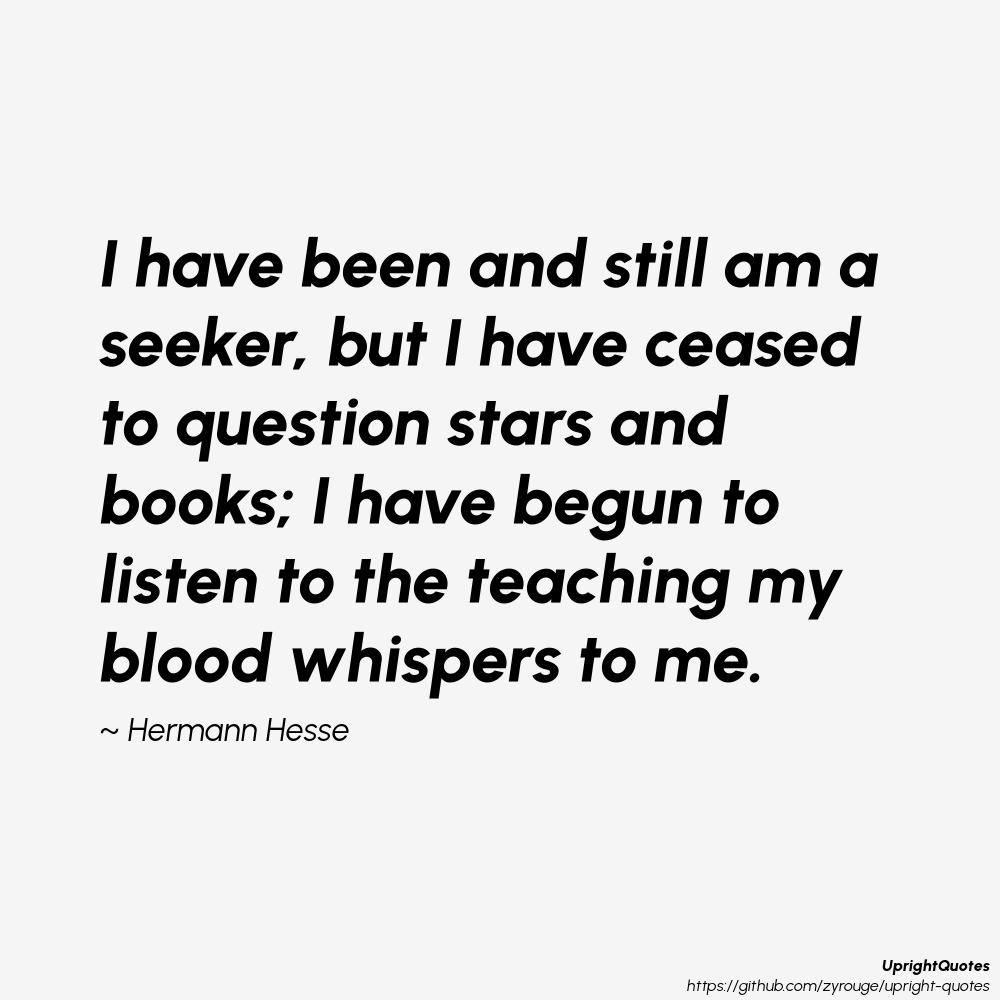 I have been and still am a
seeker, but I have ceased
to question stars and
books; I have begun to
listen to the teaching my
blood whispers to me.
~ Hermann Hesse
UprightQuotes
https://github.com/zyrouge/upright-quotes